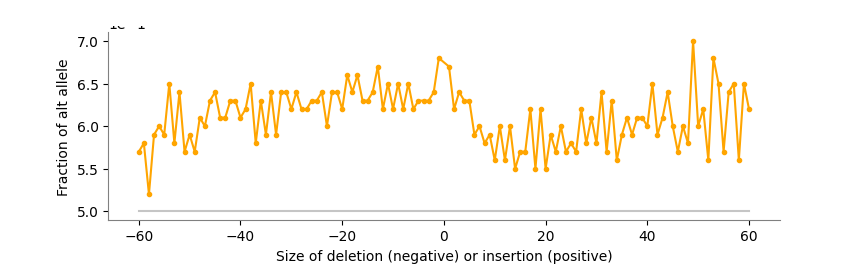 7.0
6.5
6.0
5.5
5.0
Fraction of alt allele
−60 −40 −20 0 20 40 60
Size of deletion (negative) or insertion (positive)